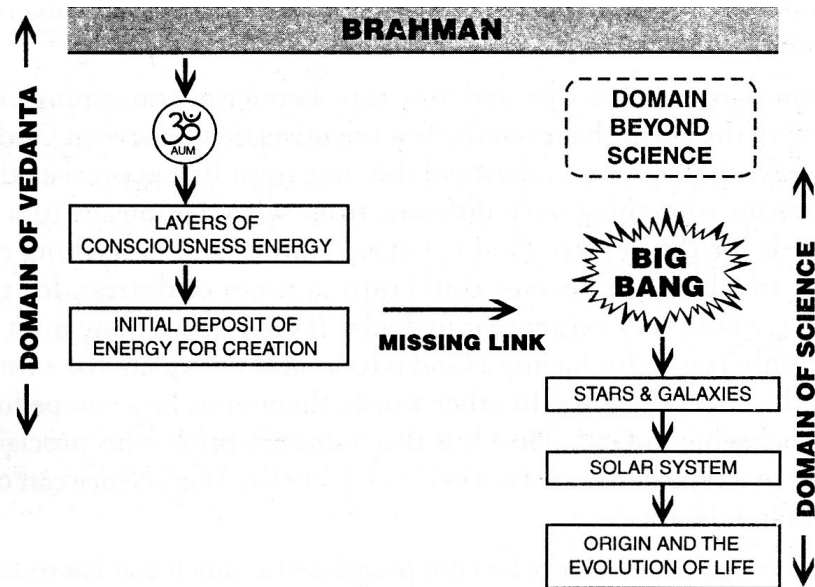 BRAHMAN
DOMAIN OF VEDANTA
ॐ
AUM
LAYERS OF
CONSCIOUSNESS ENERGY
INITIAL DEPOSIT OF
ENERGY FOR CREATION
MISSING LINK
DOMAIN
BEYOND
SCIENCE
BIG
BANG
STARS & GALAXIES
SOLAR SYSTEM
ORIGIN AND THE
EVOLUTION OF LIFE
DOMAIN OF SCIENCE